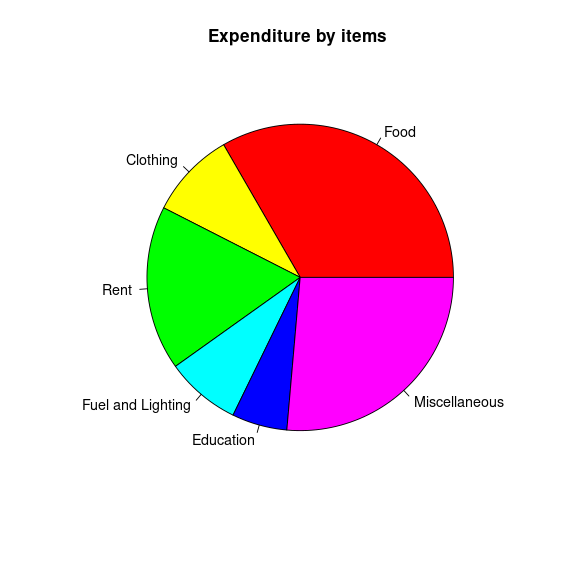 Expenditure by items
Food
Clothing
Rent
Fuel and Lighting
Education
Miscellaneous